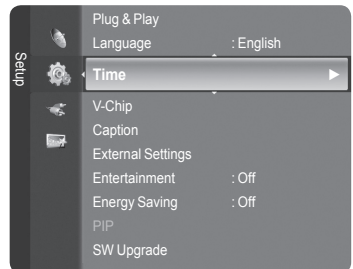 Setup
Plug & Play
Language : English
Time
V-Chip
Caption
External Settings
Entertainment : Off
Energy Saving : Off
PIP
SW Upgrade